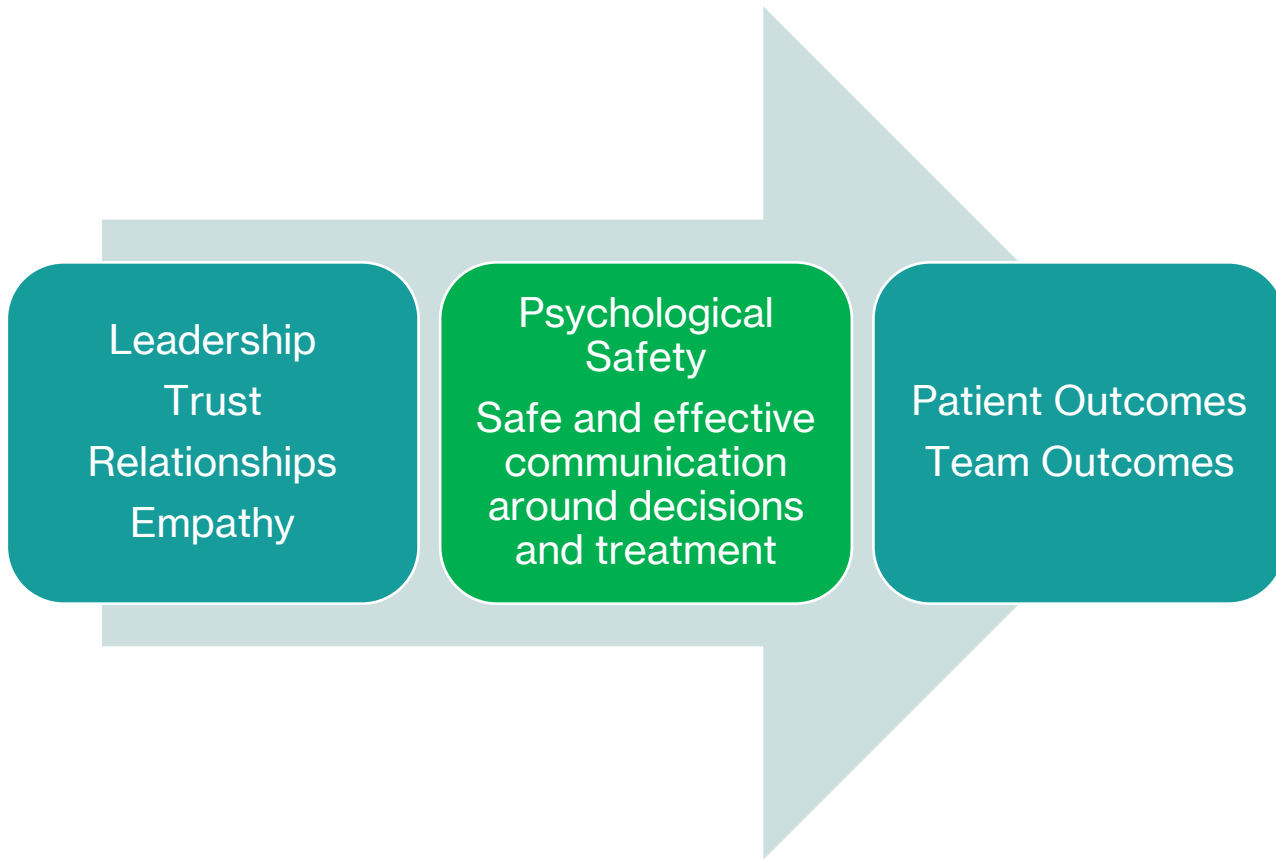 Leadership
Trust
Relationships
Empathy
Psychological
Safety
Safe and effective
communication
around decisions
and treatment
Patient Outcomes
Team Outcomes